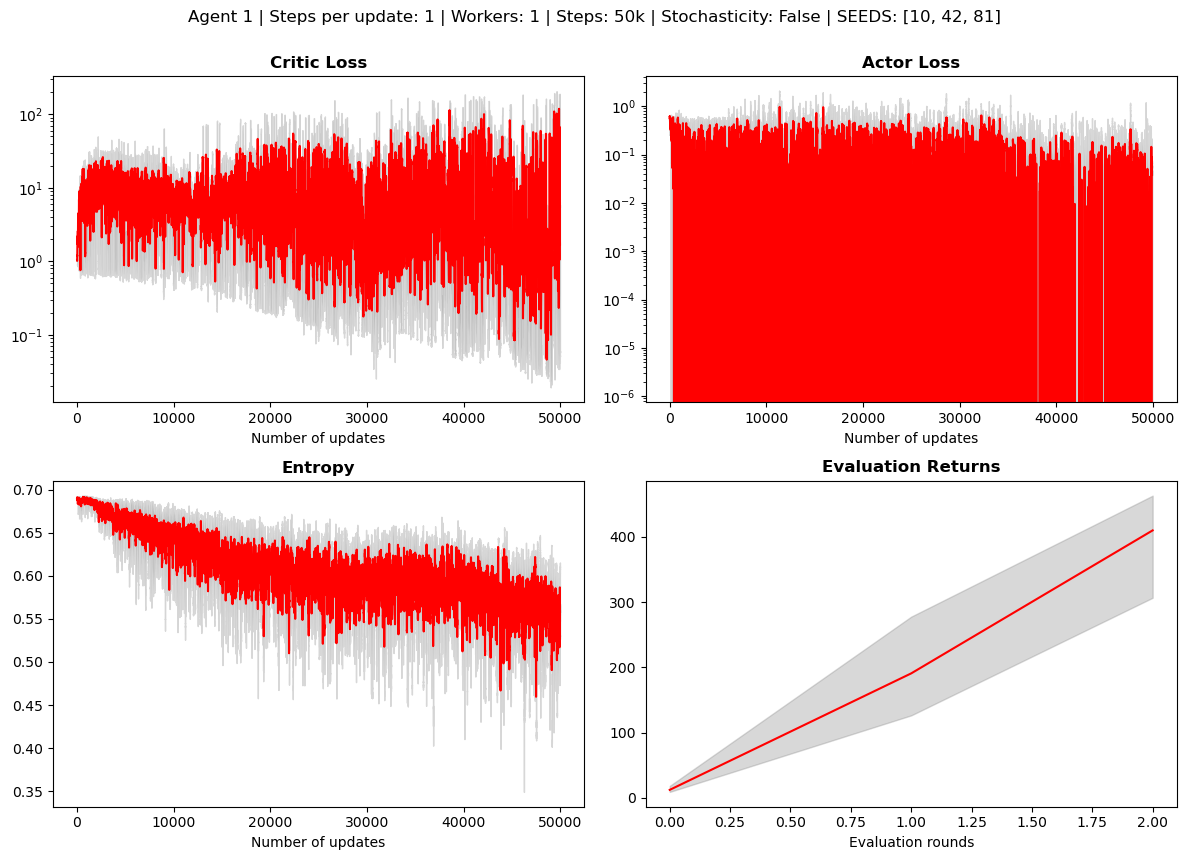 Agent 1 | Steps per update: 1 | Workers: 1 | Steps: 50k | Stochasticity: False | SEEDS: [10, 42, 81]
Critic Loss
10²
10¹
10⁰
10⁻¹
0 10000 20000 30000 40000 50000
Number of updates
Actor Loss
10⁰
10⁻¹
10⁻²
10⁻³
10⁻⁴
10⁻⁵
10⁻⁶
0 10000 20000 30000 40000 50000
Number of updates
Entropy
0.70
0.65
0.60
0.55
0.50
0.45
0.40
0.35
0 10000 20000 30000 40000 50000
Number of updates
Evaluation Returns
400
300
200
100
0
0.00 0.25 0.50 0.75 1.00 1.25 1.50 1.75 2.00
Evaluation rounds